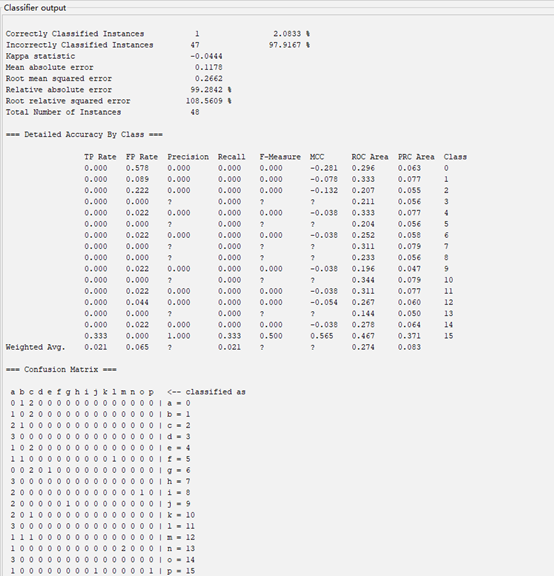 Classifier output
Correctly Classified Instances 1 2.0833 %
Incorrectly Classified Instances 47 97.9167 %
Kappa statistic -0.0444
Mean absolute error 0.1178
Root mean squared error 0.2662
Relative absolute error 99.2842 %
Root relative squared error 108.5609 %
Total Number of Instances 48
=== Detailed Accuracy By Class ===
TP Rate FP Rate Precision Recall F-Measure MCC ROC Area PRC Area Class
0.000 0.578 0.000 0.000 0.000 -0.281 0.296 0.063 0
0.000 0.089 0.000 0.000 0.000 -0.078 0.333 0.077 1
0.000 0.222 0.000 0.000 0.000 -0.132 0.207 0.055 2
0.000 0.000 ? 0.000 ? ? 0.211 0.056 3
0.000 0.022 0.000 0.000 0.000 -0.038 0.333 0.077 4
0.000 0.000 ? 0.000 ? ? 0.204 0.056 5
0.000 0.022 0.000 0.000 0.000 -0.038 0.252 0.058 6
0.000 0.000 ? 0.000 ? ? 0.311 0.079 7
0.000 0.000 ? 0.000 ? ? 0.233 0.056 8
0.000 0.022 0.000 0.000 0.000 -0.038 0.196 0.047 9
0.000 0.000 ? 0.000 ? ? 0.344 0.079 10
0.000 0.022 0.000 0.000 0.000 -0.038 0.311 0.077 11
0.000 0.044 0.000 0.000 0.000 -0.054 0.267 0.060 12
0.000 0.000 ? 0.000 ? ? 0.144 0.050 13
0.000 0.022 0.000 0.000 0.000 -0.038 0.278 0.064 14
0.333 0.000 1.000 0.333 0.500 0.565 0.467 0.371 15
Weighted Avg. 0.021 0.065 ? 0.021 ? ? 0.274 0.083
=== Confusion Matrix ===
a b c d e f g h i j k l m n o p <-- classified as
0 1 2 0 0 0 0 0 0 0 0 0 0 0 0 0 | a = 0
1 0 2 0 0 0 0 0 0 0 0 0 0 0 0 0 | b = 1
2 1 0 0 0 0 0 0 0 0 0 0 0 0 0 0 | c = 2
3 0 0 0 0 0 0 0 0 0 0 0 0 0 0 0 | d = 3
1 0 2 0 0 0 0 0 0 0 0 0 0 0 0 0 | e = 4
1 1 0 0 0 0 0 0 0 0 0 1 0 0 0 0 | f = 5
0 0 2 0 1 0 0 0 0 0 0 0 0 0 0 0 | g = 6
3 0 0 0 0 0 0 0 0 0 0 0 0 0 0 0 | h = 7
2 0 0 0 0 0 0 0 0 0 0 0 0 0 1 0 | i = 8
2 0 0 0 0 0 1 0 0 0 0 0 0 0 0 0 | j = 9
2 0 1 0 0 0 0 0 0 0 0 0 0 0 0 0 | k = 10
3 0 0 0 0 0 0 0 0 0 0 0 0 0 0 0 | l = 11
1 1 1 0 0 0 0 0 0 0 0 0 0 0 0 0 | m = 12
1 0 0 0 0 0 0 0 0 0 0 0 2 0 0 0 | n = 13
3 0 0 0 0 0 0 0 0 0 0 0 0 0 0 0 | o = 14
1 0 0 0 0 0 0 0 0 1 0 0 0 0 0 1 | p = 15